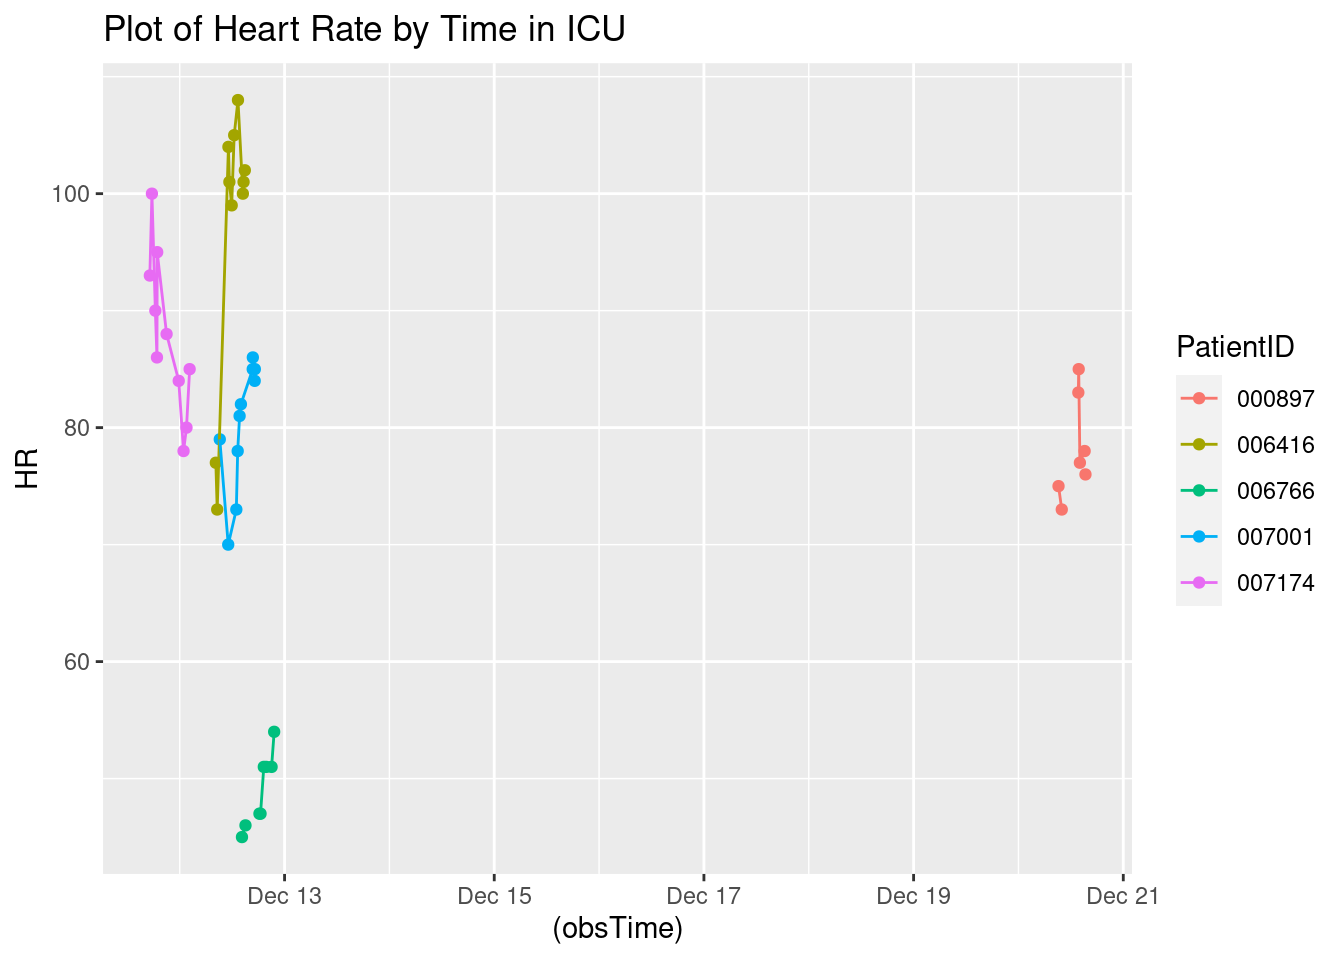 Plot of Heart Rate by Time in ICU
HR
100
80
60
Dec 13 Dec 15 Dec 17 Dec 19 Dec 21
(obsTime)
PatientID
000897
006416
006766
007001
007174